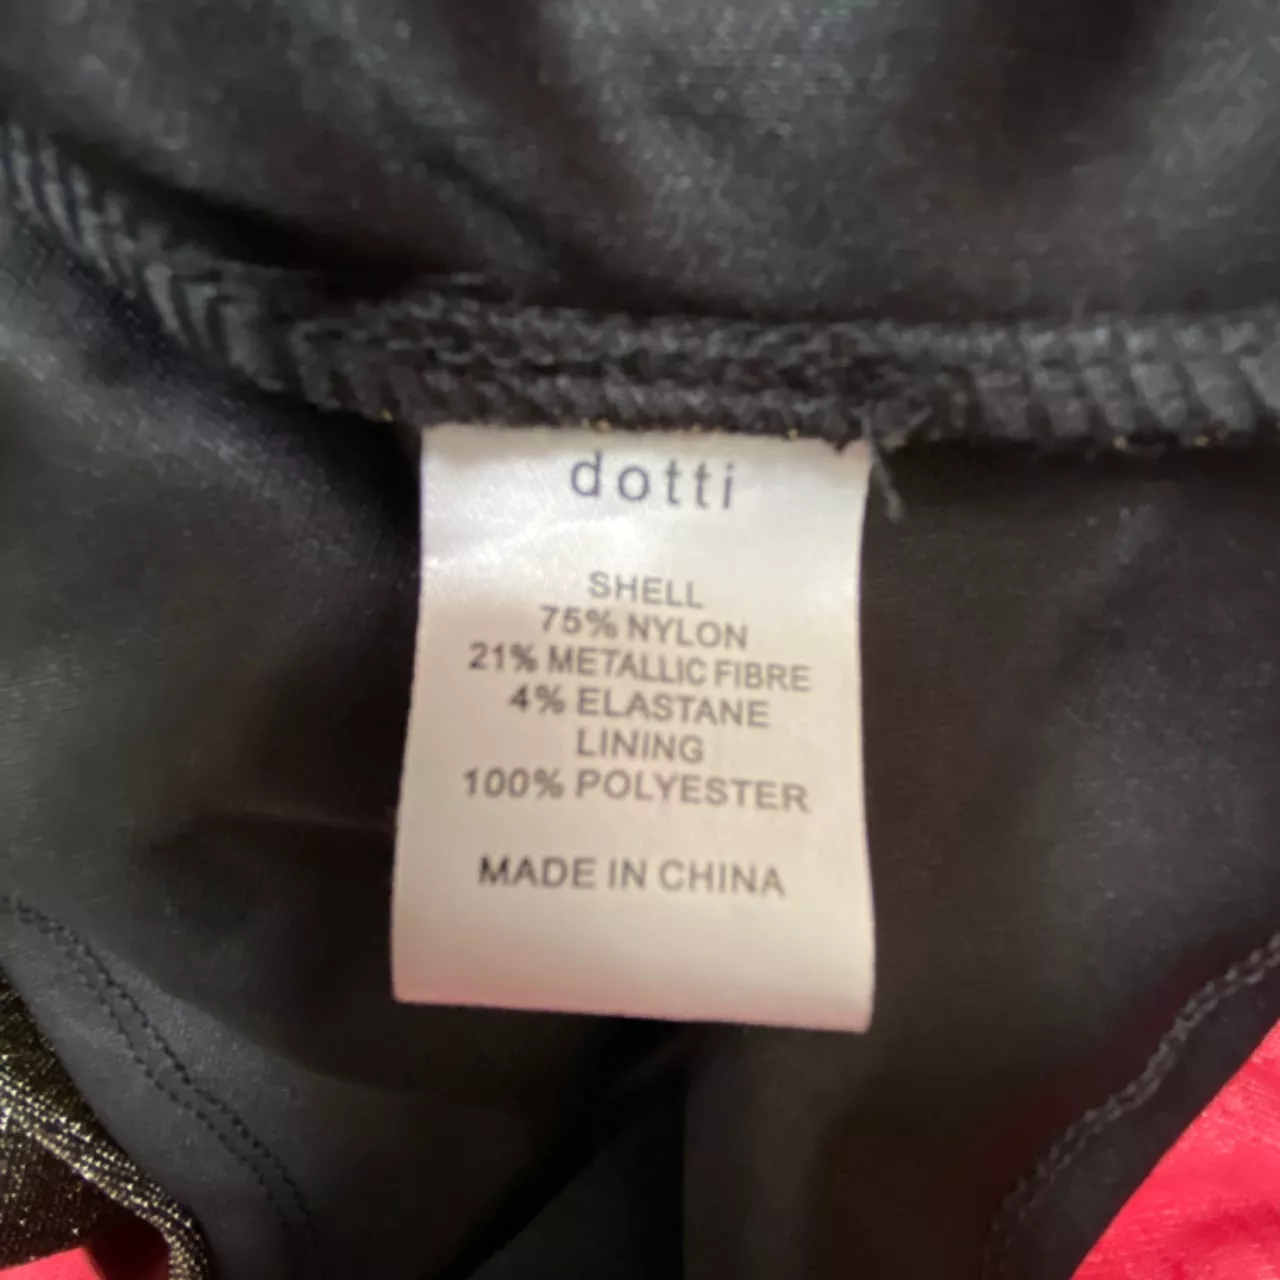 dotti
SHELL
75% NYLON
21% METALLIC FIBRE
4% ELASTANE
LINING
100% POLYESTER
MADE IN CHINA